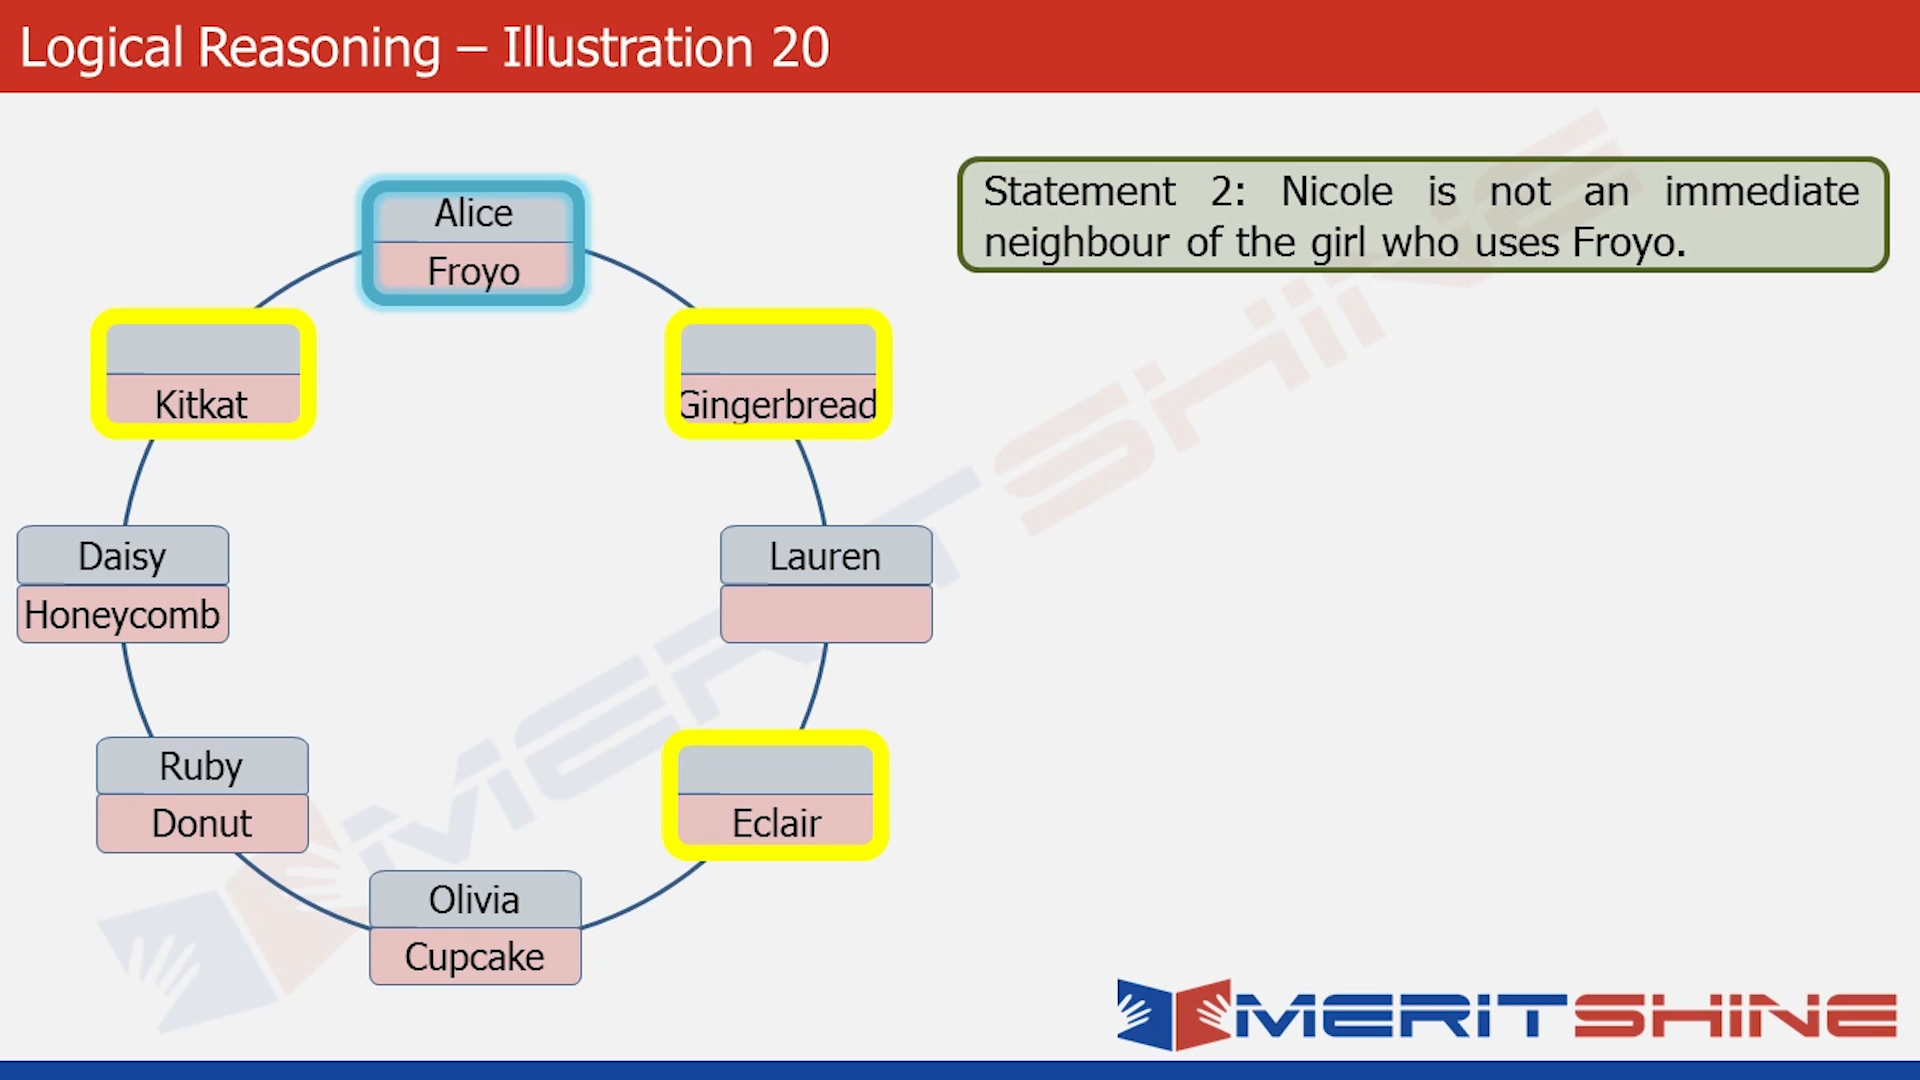 Logical Reasoning – Illustration 20
Statement 2: Nicole is not an immediate
neighbour of the girl who uses Froyo.
Alice
Froyo
Kitkat
Gingerbread
Daisy
Honeycomb
Lauren
Ruby
Donut
Eclair
Olivia
Cupcake
MERITSHINE
MERITSHINE